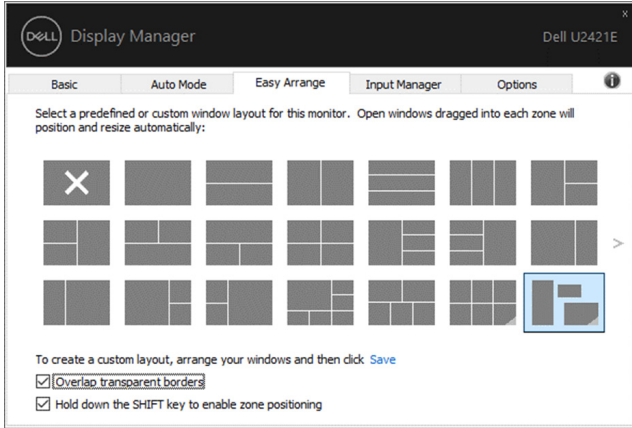 x
DELL Display Manager Dell U2421E
Basic Auto Mode Easy Arrange Input Manager Options i
Select a predefined or custom window layout for this monitor. Open windows dragged into each zone will
position and resize automatically:
>
To create a custom layout, arrange your windows and then click Save
Overlap transparent borders
Hold down the SHIFT key to enable zone positioning